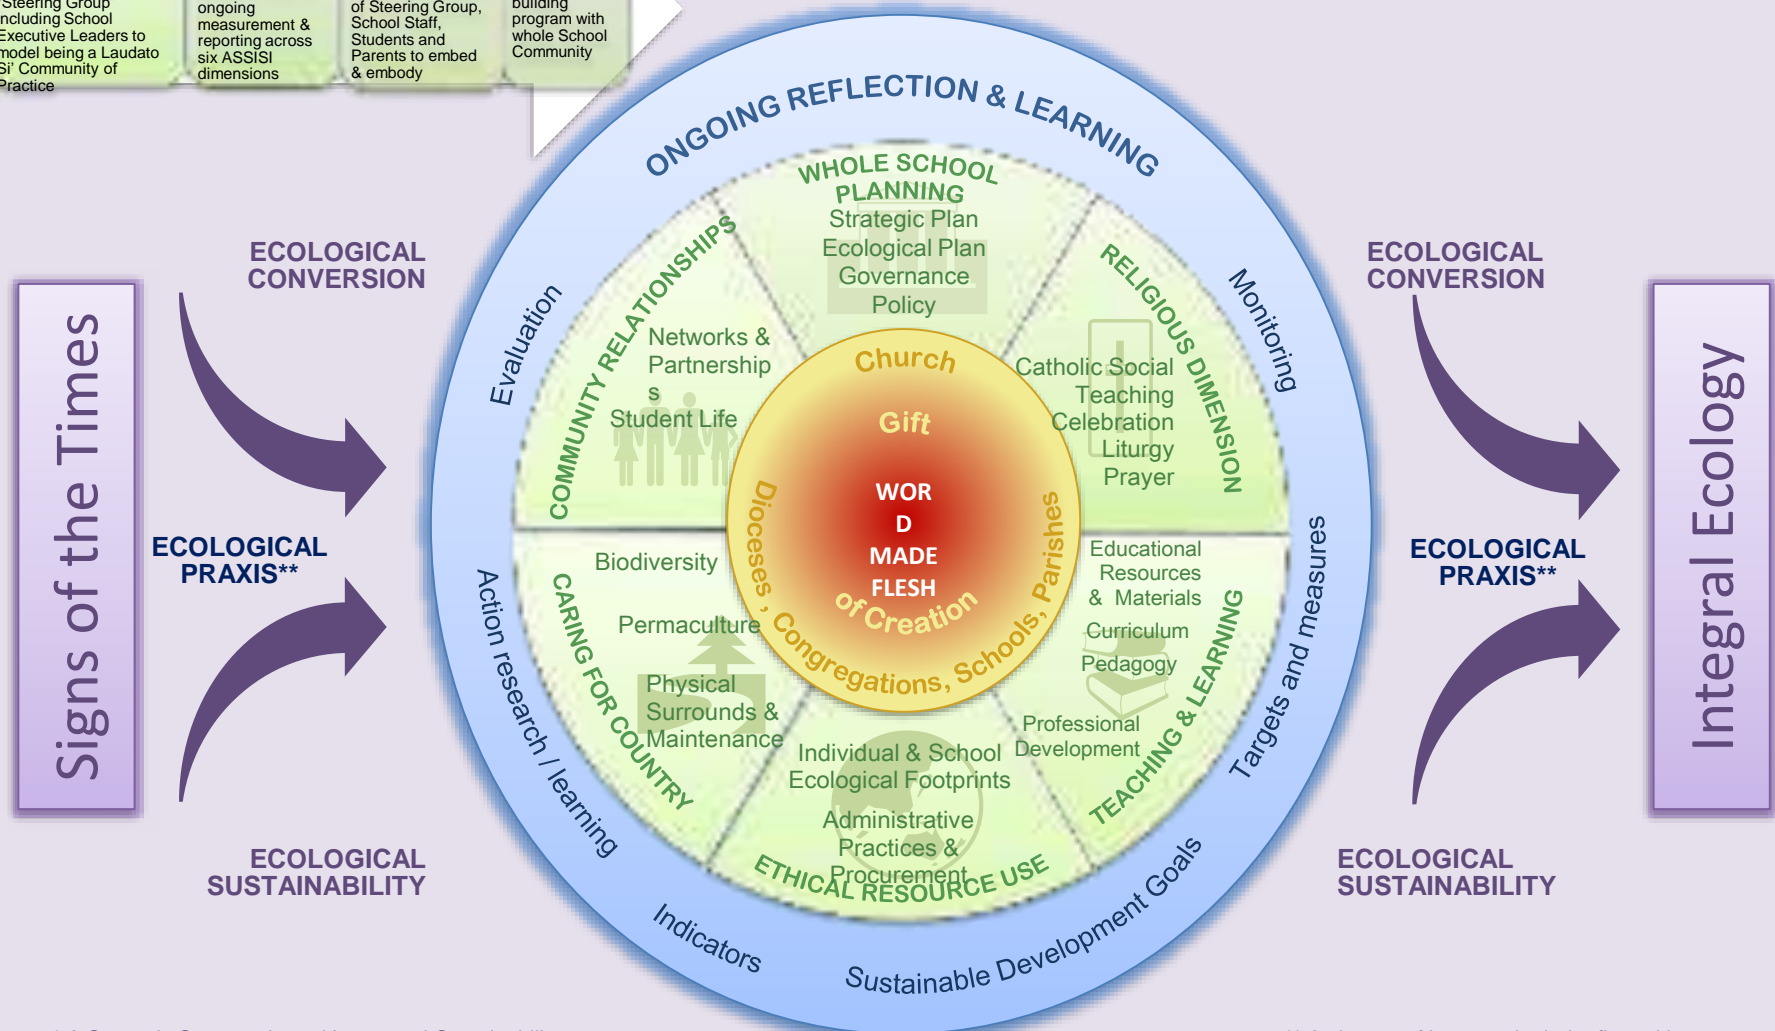 Steering Group
including School
Executive Leaders to
model being a Laudato
Si' Community of
Practice
ongoing
measurement &
reporting across
six ASSISI
dimensions
of Steering Group,
School Staff,
Students and
Parents to embed
& embody
building
program with
whole School
Community
Signs of the Times
ECOLOGICAL
CONVERSION
ECOLOGICAL
PRAXIS**
ECOLOGICAL
SUSTAINABILITY
ONGOING REFLECTION & LEARNING
Monitoring
Targets and measures
Sustainable Development Goals
Indicators
Action research / learning
Evaluation
WHOLE SCHOOL
PLANNING
Strategic Plan
Ecological Plan
Governance
Policy
RELIGIOUS DIMENSION
Catholic Social
Teaching
Celebration
Liturgy
Prayer
TEACHING & LEARNING
Educational
Resources
& Materials
Curriculum
Pedagogy
Professional
Development
ETHICAL RESOURCE USE
Individual & School
Ecological Footprints
Administrative
Practices &
Procurement
CARING FOR COUNTRY
Biodiversity
Permaculture
Physical
Surrounds &
Maintenance
COMMUNITY RELATIONSHIPS
Networks &
Partnership
s
Student Life
Church
Dioceses , Congregations, Schools, Parishes
Gift
of Creation
WOR
D
MADE
FLESH
ECOLOGICAL
CONVERSION
ECOLOGICAL
PRAXIS**
ECOLOGICAL
SUSTAINABILITY
Integral Ecology